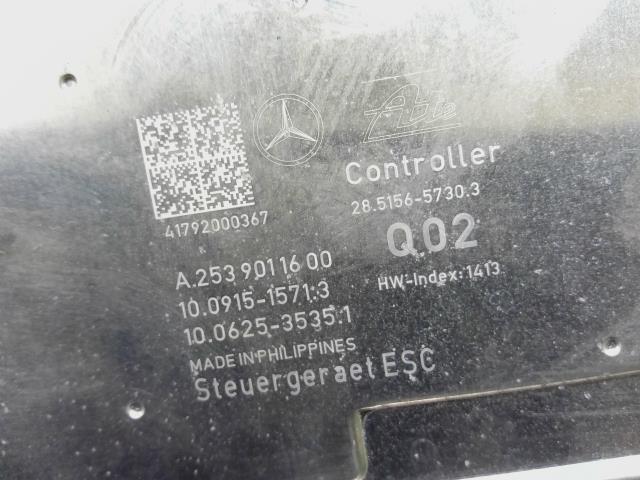 Ate
Controller
28.5156-5730.3
41792000367
Q02
A.253 901 16 00
HW-Index:1413
10.0915-1571.3
10.0625-3535.1
MADE IN PHILIPPINES
Steuergeraet ESC